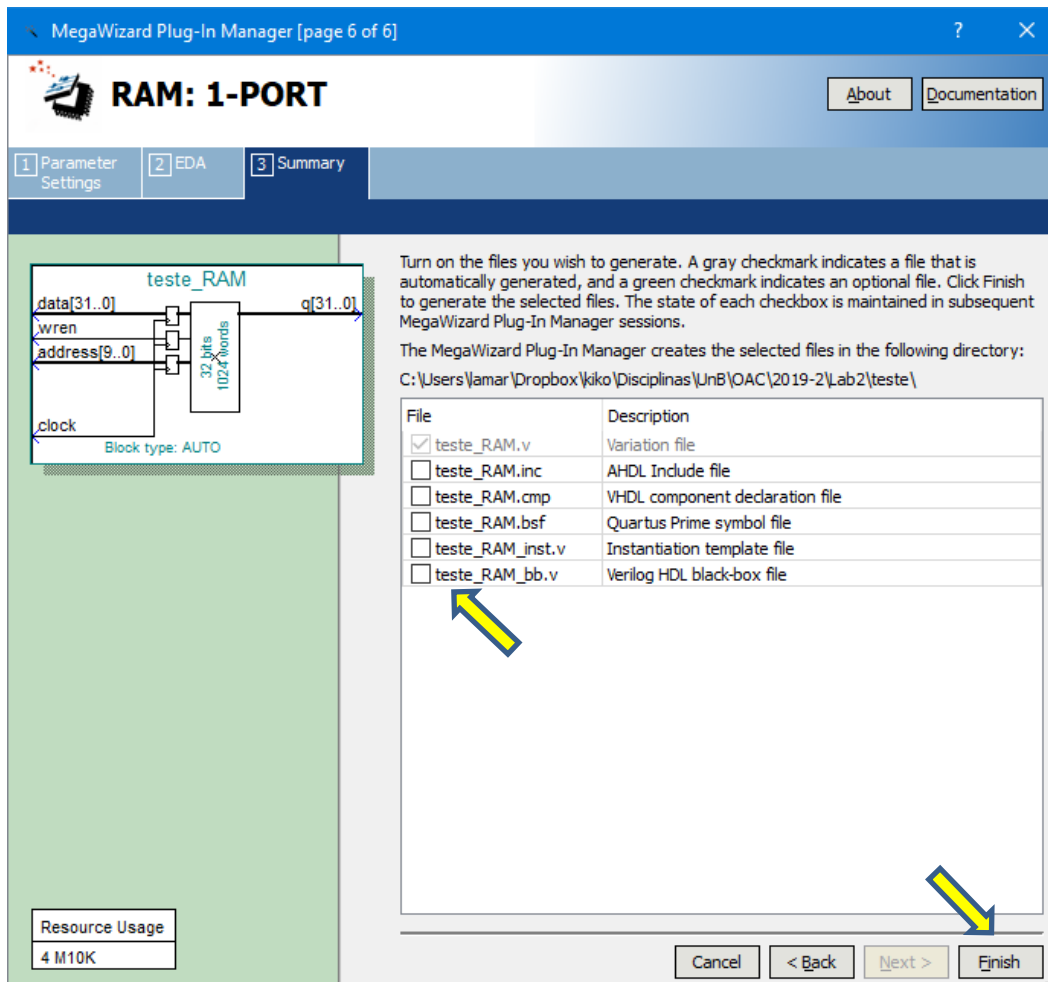 MegaWizard Plug-In Manager [page 6 of 6]
?
RAM: 1-PORT
About
Documentation
1 Parameter
Settings
2 EDA
3 Summary
teste_RAM
data[31..0]
q[31..0]
wren
address[9..0]
32 bits
1024 words
clock
Block type: AUTO
Turn on the files you wish to generate. A gray checkmark indicates a file that is
automatically generated, and a green checkmark indicates an optional file. Click Finish
to generate the selected files. The state of each checkbox is maintained in subsequent
MegaWizard Plug-In Manager sessions.
The MegaWizard Plug-In Manager creates the selected files in the following directory:
C:\Users\lamar\Dropbox\kiko\Disciplinas\UnB\OAC\2019-2\Lab2\teste\
File Description
teste_RAM.v Variation file
teste_RAM.inc AHDL Include file
teste_RAM.cmp VHDL component declaration file
teste_RAM.bsf Quartus Prime symbol file
teste_RAM_inst.v Instantiation template file
teste_RAM_bb.v Verilog HDL black-box file
Resource Usage
4 M10K
Cancel
< Back
Next >
Finish